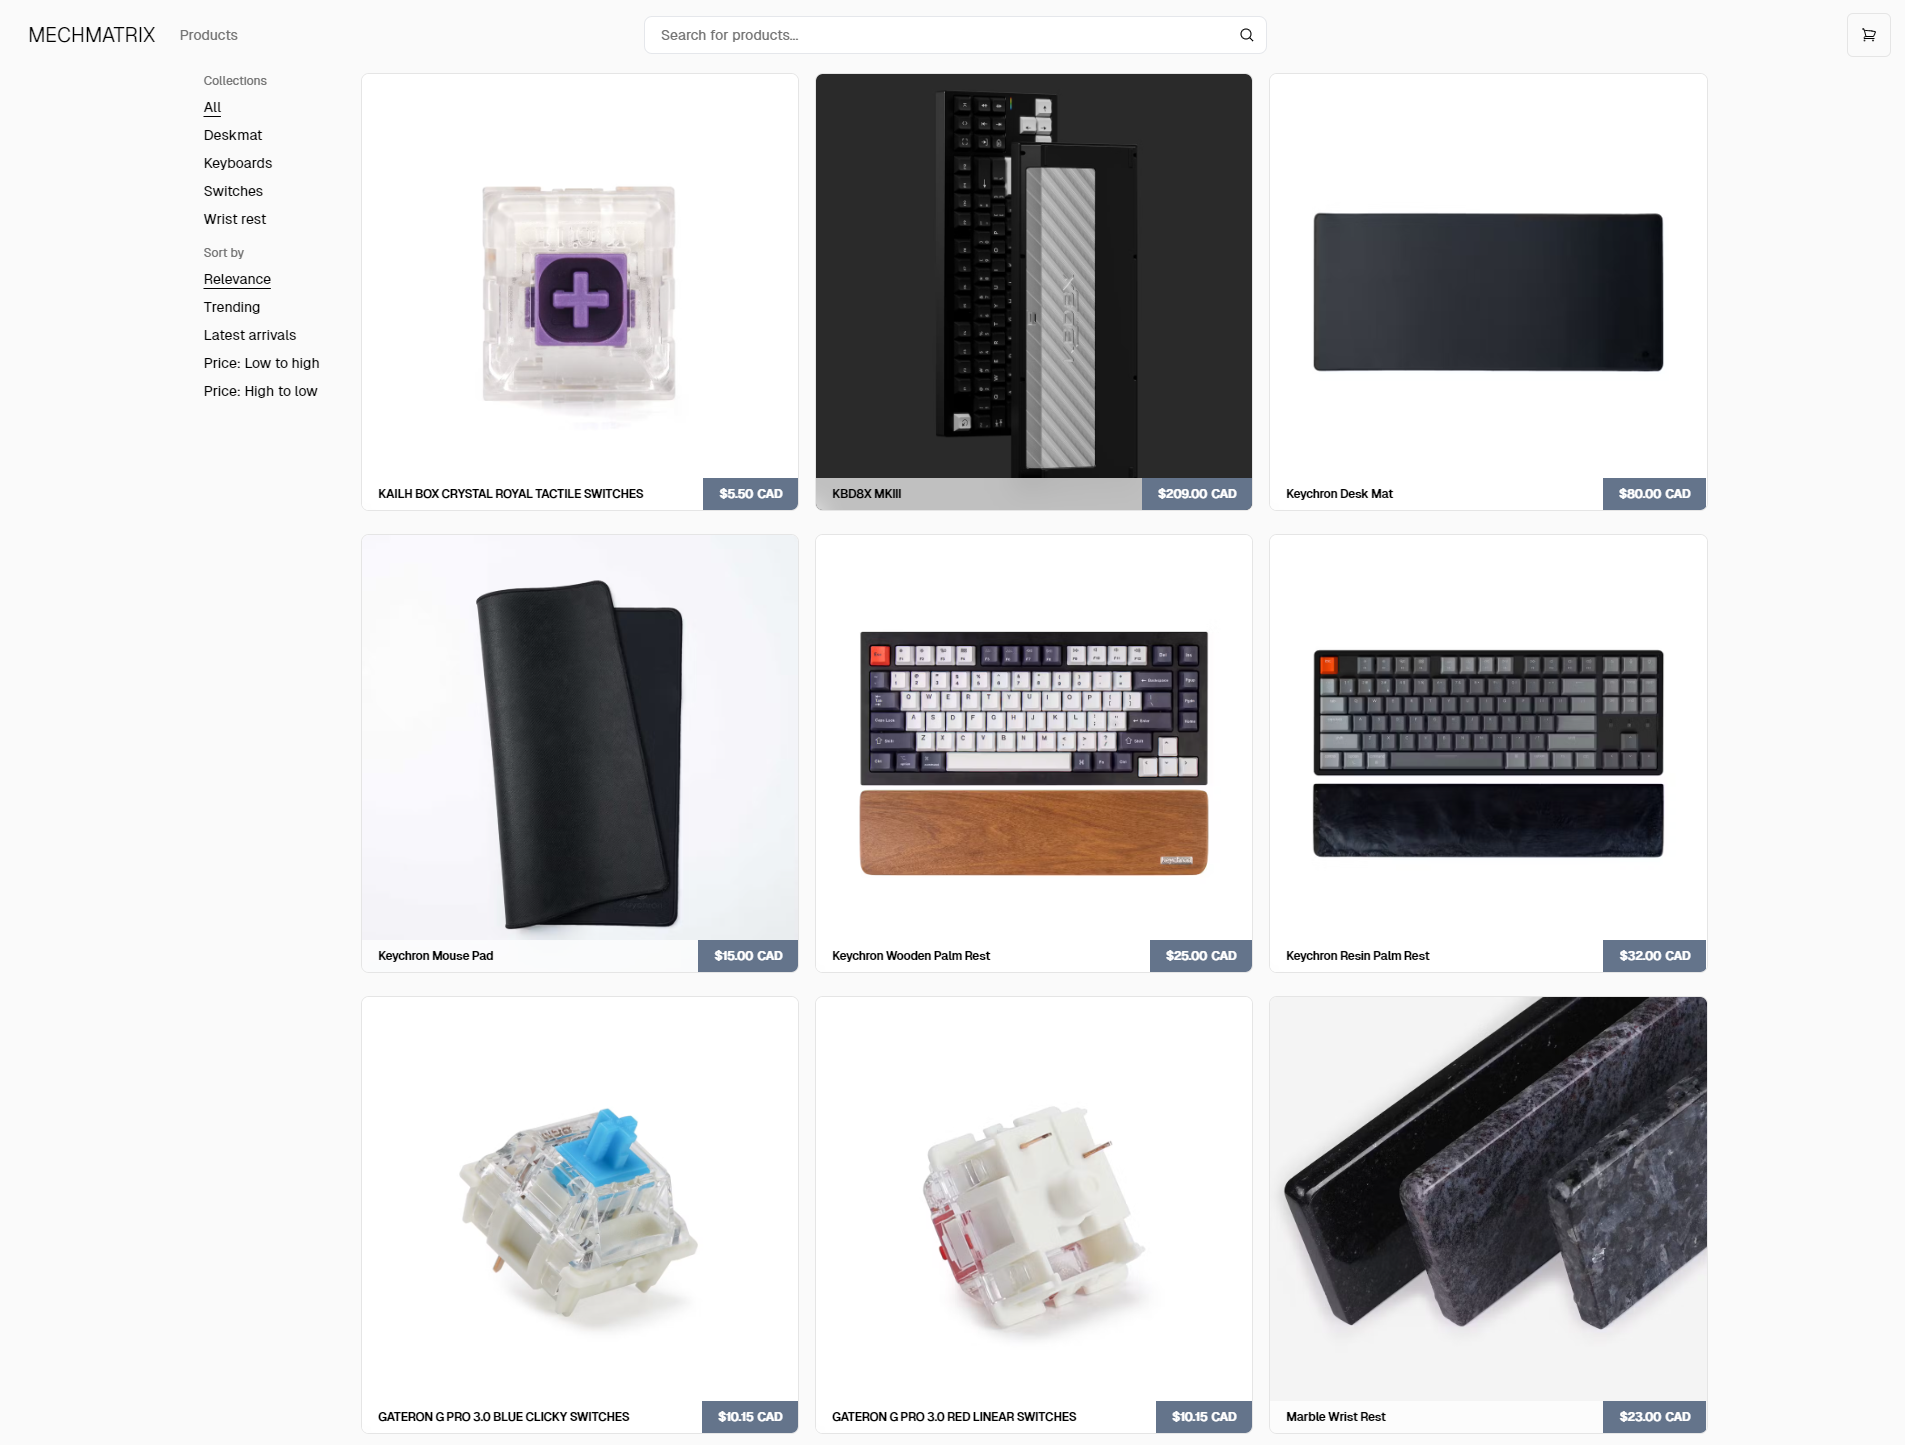 MECHMATRIX
Products
Search for products...
Collections
All
Deskmat
Keyboards
Switches
Wrist rest
Sort by
Relevance
Trending
Latest arrivals
Price: Low to high
Price: High to low
KAILH BOX CRYSTAL ROYAL TACTILE SWITCHES
$5.50 CAD
KBD8X MKIII
$209.00 CAD
Keychron Desk Mat
$80.00 CAD
Keychron Mouse Pad
$15.00 CAD
Keychron Wooden Palm Rest
$25.00 CAD
Keychron Resin Palm Rest
$32.00 CAD
GATERON G PRO 3.0 BLUE CLICKY SWITCHES
$10.15 CAD
GATERON G PRO 3.0 RED LINEAR SWITCHES
$10.15 CAD
Marble Wrist Rest
$23.00 CAD